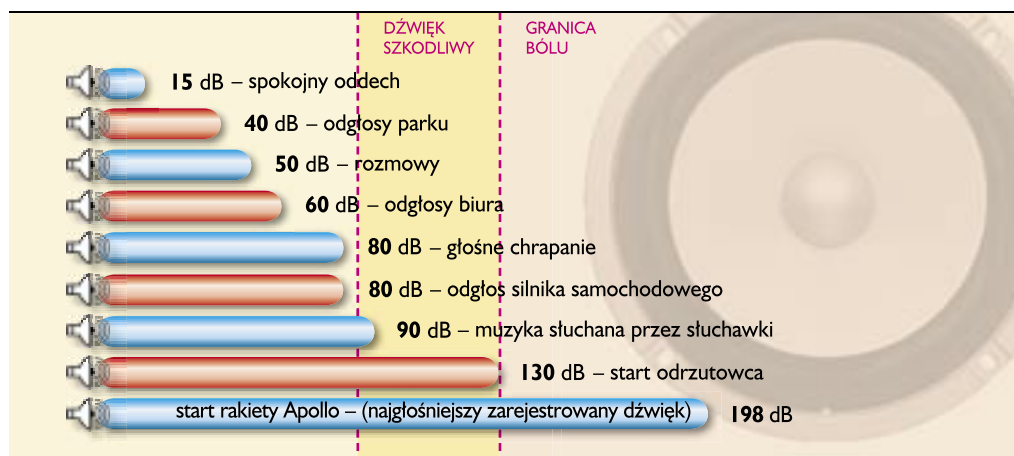 DŹWIĘK
SZKODLIWY
GRANICA
BÓLU
15 dB – spokojny oddech
40 dB – odgłosy parku
50 dB – rozmowy
60 dB – odgłosy biura
80 dB – głośne chrapanie
80 dB – odgłos silnika samochodowego
90 dB – muzyka słuchana przez słuchawki
130 dB – start odrzutowca
start rakiety Apollo – (najgłośniejszy zarejestrowany dźwięk) 198 dB